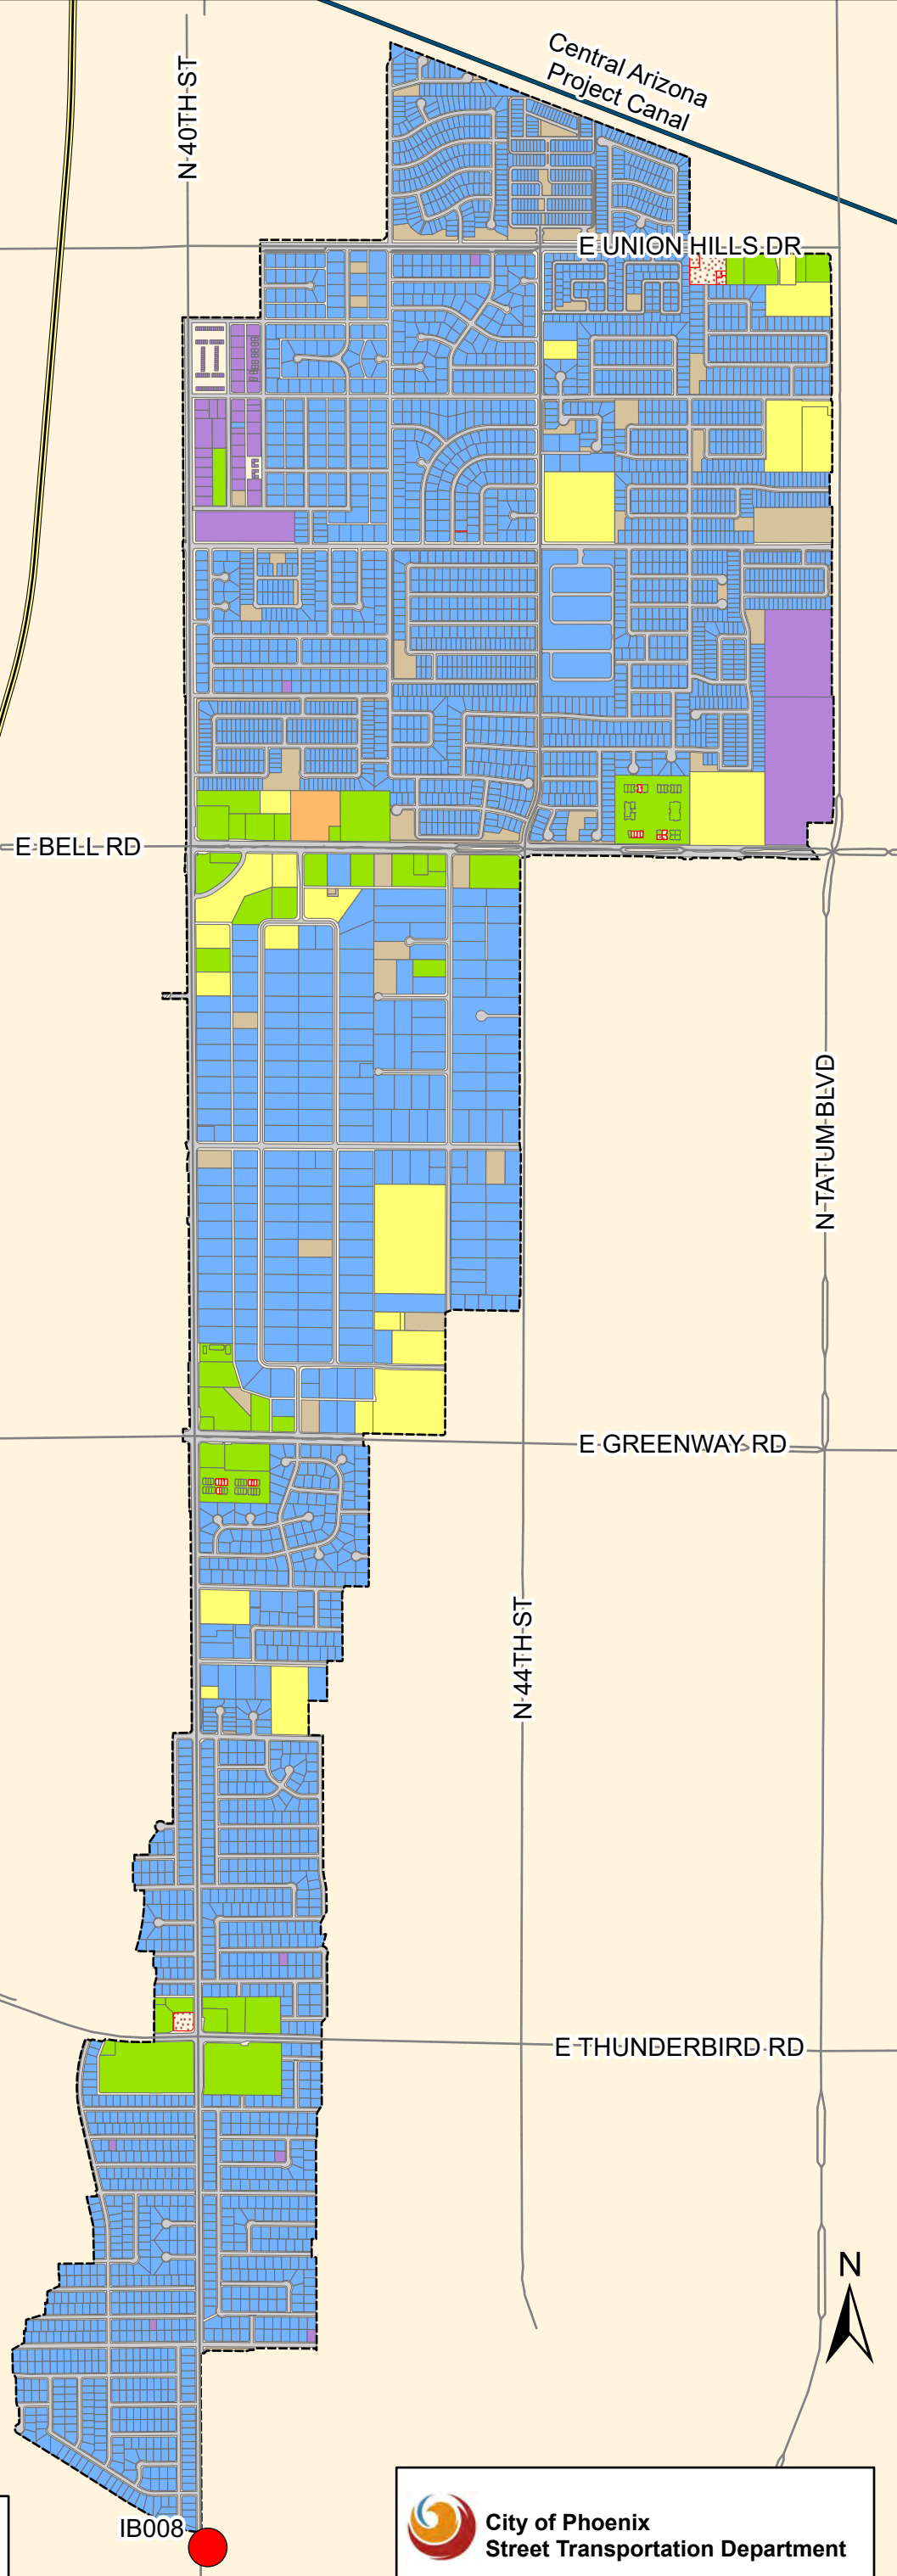 Central Arizona
Project Canal
N 40TH ST
E UNION HILLS DR
E BELL RD
N TATUM BLVD
E GREENWAY RD
N 44TH ST
E THUNDERBIRD RD
N
IB008
City of Phoenix
Street Transportation Department